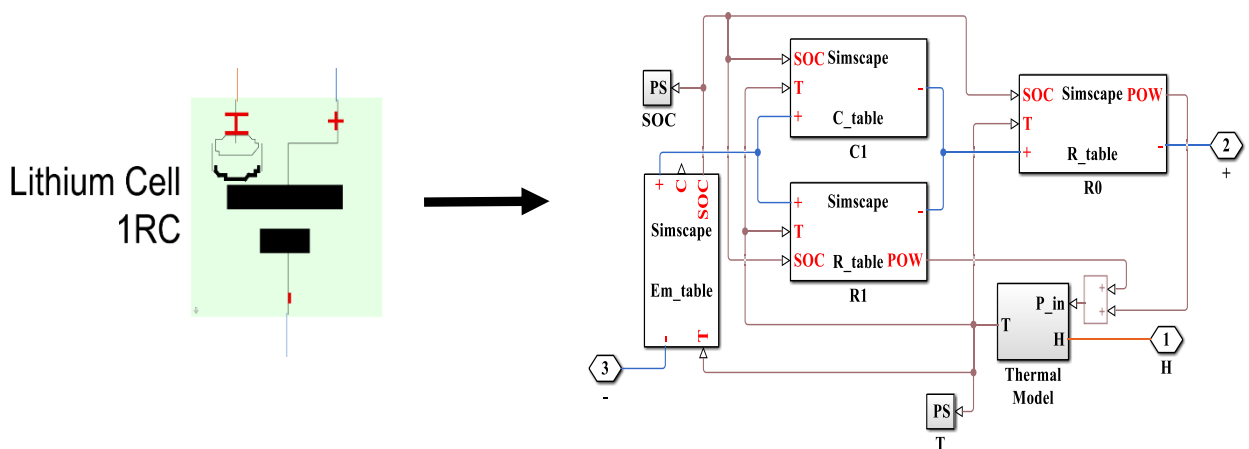 Lithium Cell
1RC
+
-
PS
SOC
SOC Simscape
T
+
-
C_table
C1
SOC Simscape POW
T
+
-
R_table
R0
2
+
+ C SOC
Simscape
Em_table
- T
+ Simscape
-
T
SOC R_table POW
R1
3
-
+
+
P_in
T
H
Thermal
Model
1
H
PS
T